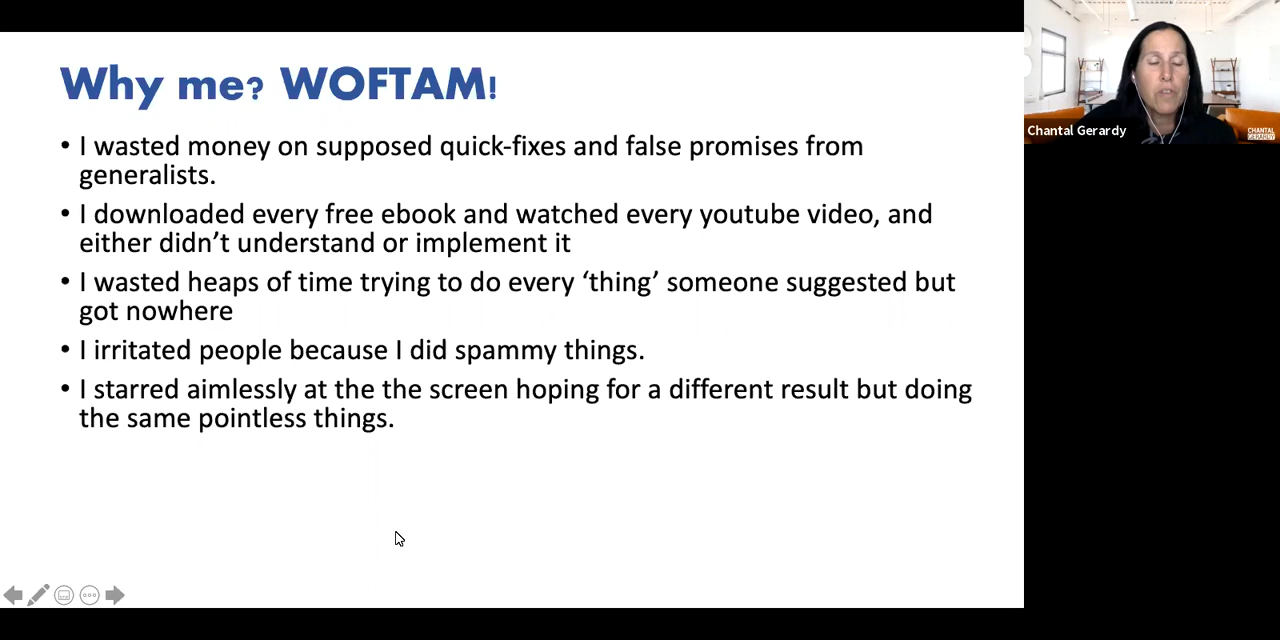 Why me? WOFTAM!
• I wasted money on supposed quick-fixes and false promises from
generalists.
• I downloaded every free ebook and watched every youtube video, and
either didn’t understand or implement it
• I wasted heaps of time trying to do every ‘thing’ someone suggested but
got nowhere
• I irritated people because I did spammy things.
• I starred aimlessly at the the screen hoping for a different result but doing
the same pointless things.
Chantal Gerardy
CHANTAL
GERARDY